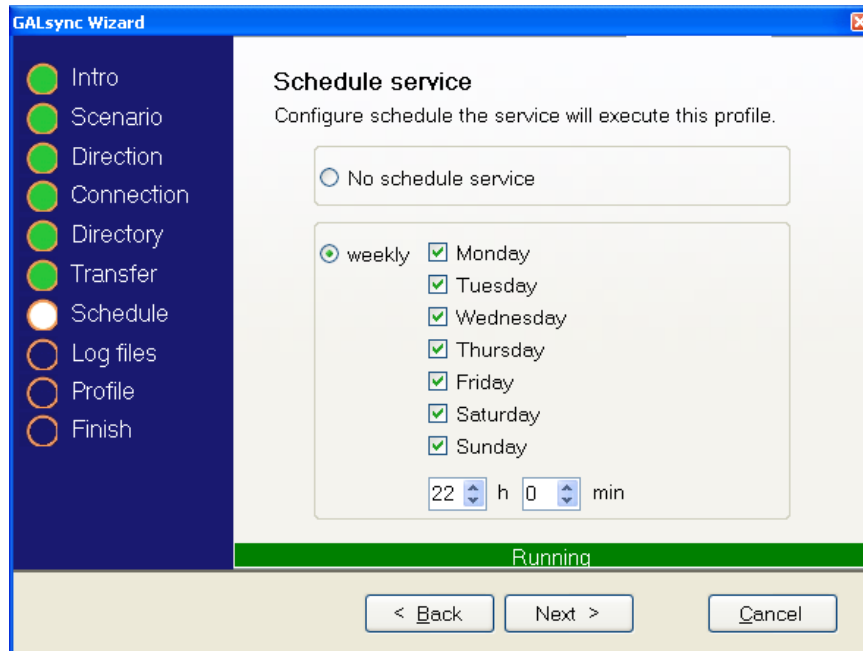 GALsync Wizard
Intro
Scenario
Direction
Connection
Directory
Transfer
Schedule
Log files
Profile
Finish
Schedule service
Configure schedule the service will execute this profile.
No schedule service
weekly
Monday
Tuesday
Wednesday
Thursday
Friday
Saturday
Sunday
22 h 0 min
Running
< Back Next > Cancel